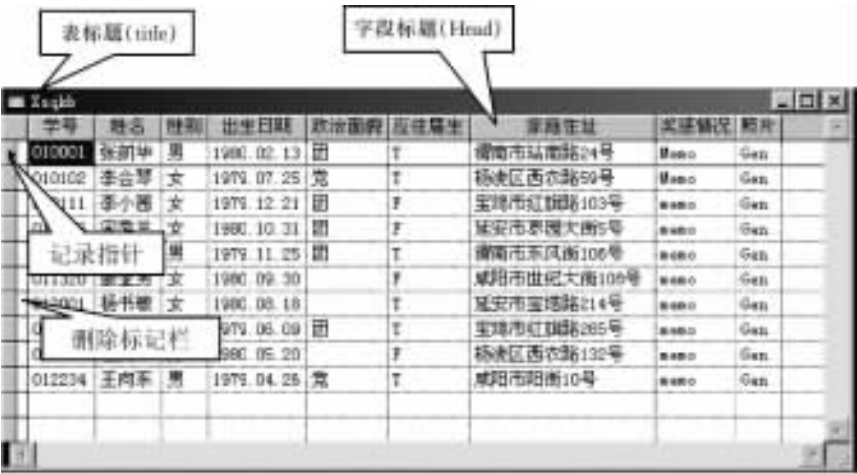 表标题(title)
字段标题(Head)
Xsqkb
学号 姓名 性别 出生日期 政治面貌 应往届生 家庭住址 奖惩情况 照片
010001 张前华 男 1980.02.13 团 T 渭南市站南路24号 Memo Gen
010102 李合琴 女 1979.07.25 党 T 杨凌区西农路59号 Memo Gen
111 李小茜 女 1979.12.21 团 F 宝鸡市红旗路103号 memo Gen
女 1980.10.31 团 T 延安市枣园大街5号 memo Gen
记录指针 男 1979.11.25 团 T 渭南市东风街106号 memo Gen
011320 女 1980.09.30 F 咸阳市世纪大街108号 memo Gen
杨书敏 女 1980.08.18 T 延安市宝塔路214号 memo Gen
删除标记栏 1979.06.09 团 T 宝鸡市红旗路285号 memo Gen
1980.05.20 F 杨凌区西农路132号 memo Gen
012234 王向东 男 1979.04.26 党 T 咸阳市阳街10号 memo Gen